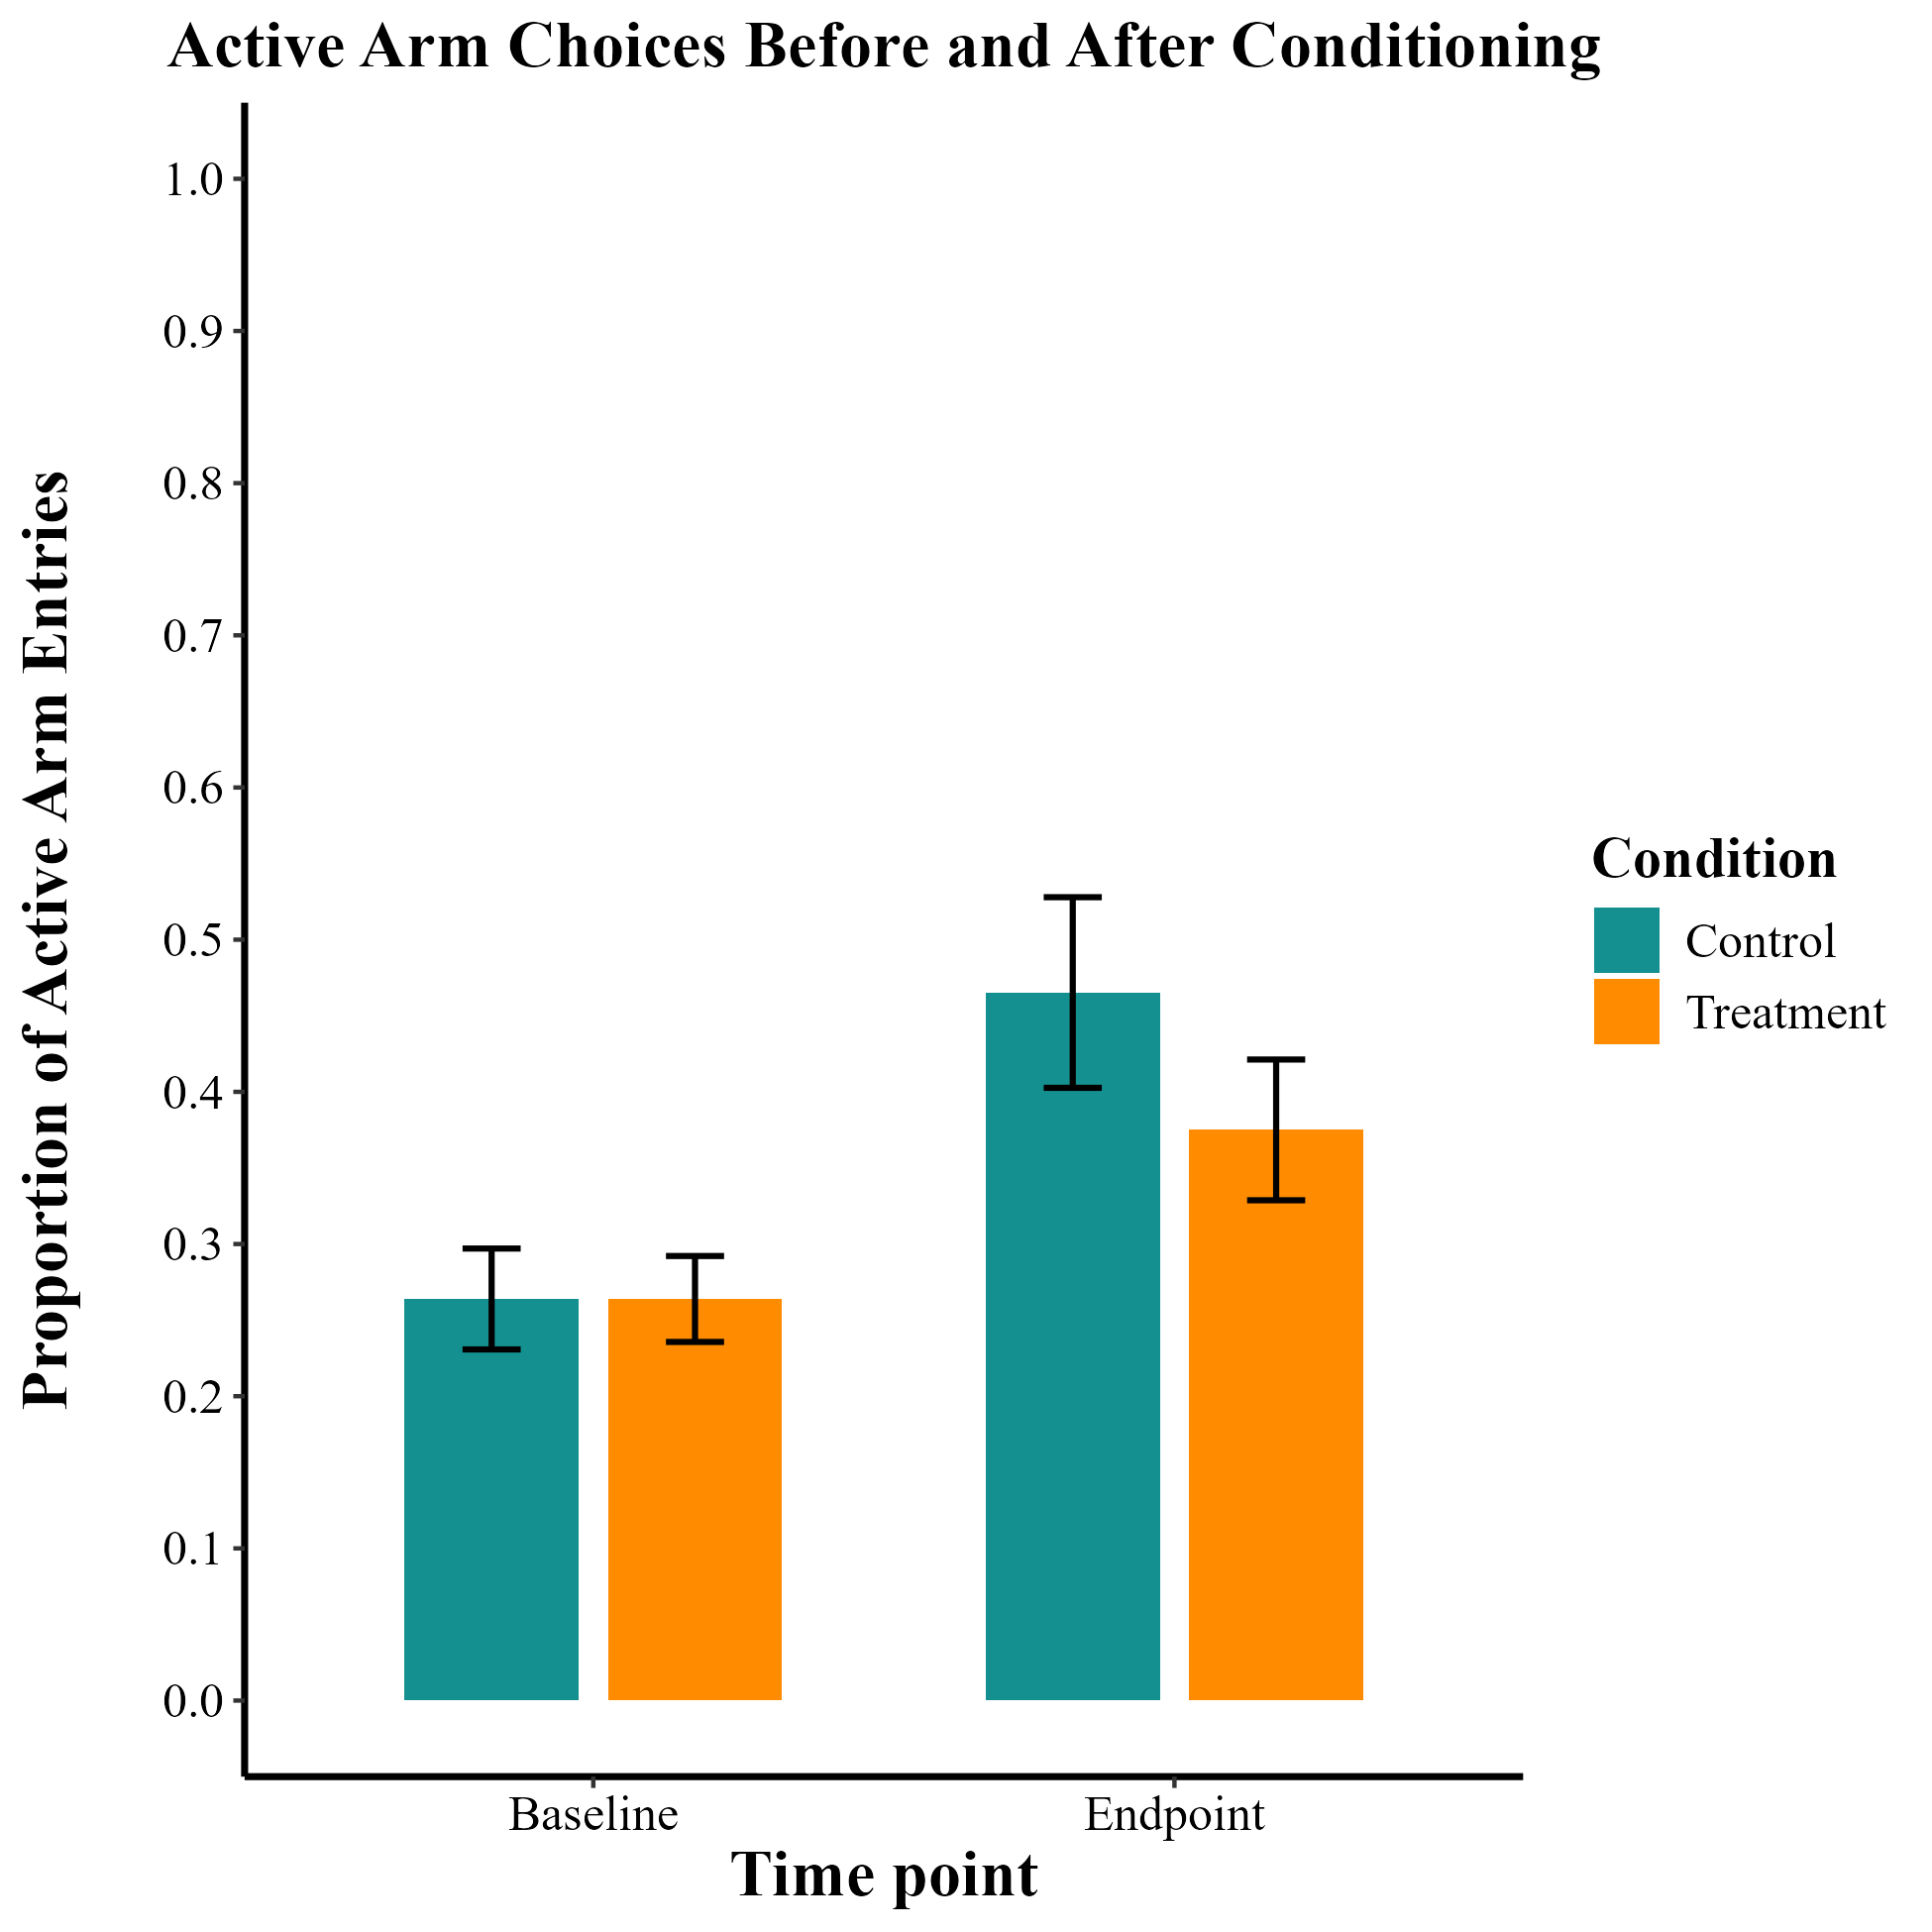 Active Arm Choices Before and After Conditioning
Proportion of Active Arm Entries
1.0
0.9
0.8
0.7
0.6
0.5
0.4
0.3
0.2
0.1
0.0
Baseline
Endpoint
Time point
Condition
Control
Treatment